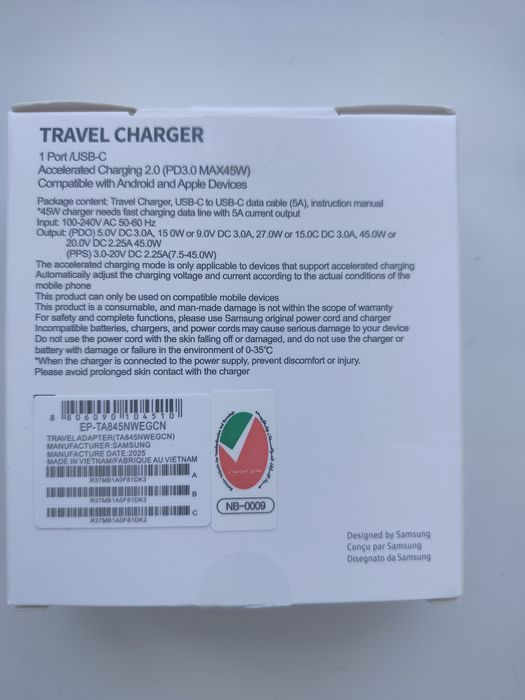 TRAVEL CHARGER
1 Port /USB-C
Accelerated Charging 2.0 (PD3.0 MAX45W)
Compatible with Android and Apple Devices
Package content: Travel Charger, USB-C to USB-C data cable (5A), instruction manual
*45W charger needs fast charging data line with 5A current output
Input: 100-240V AC 50-60 Hz
Output: (PDO) 5.0V DC 3.0A, 15 0W or 9.0V DC 3.0A, 27.0W or 15.0C DC 3.0A, 45.0W or
20.0V DC 2.25A 45.0W
(PPS) 3.0-20V DC 2.25A(7.5-45.0W)
The accelerated charging mode is only applicable to devices that support accelerated charging
Automatically adjust the charging voltage and current according to the actual conditions of the
mobile phone
This product can only be used on compatible mobile devices
This product is a consumable, and man-made damage is not within the scope of warranty
For safety and complete functions, please use Samsung original power cord and charger
Incompatible batteries, chargers, and power cords may cause serious damage to your device
Do not use the power cord with the skin falling off or damaged, and do not use the charger or
battery with damage or failure in the environment of 0-35°C
*When the charger is connected to the power supply, prevent discomfort or injury.
Please avoid prolonged skin contact with the charger
8 806090 104510
EP-TA845NWEGCN
TRAVEL ADAPTER(TA845NWEGCN)
MANUFACTURER:SAMSUNG
MANUFACTURE DATE:2025
MADE IN VIETNAM/FABRIQUE AU VIETNAM
A
R37MB1A0F81DK3
B
R37MB1A0F81DK3
C
R37MB1A0F81DK3
NB-0009
Designed by Samsung
Conçu par Samsung
Disegnato da Samsung